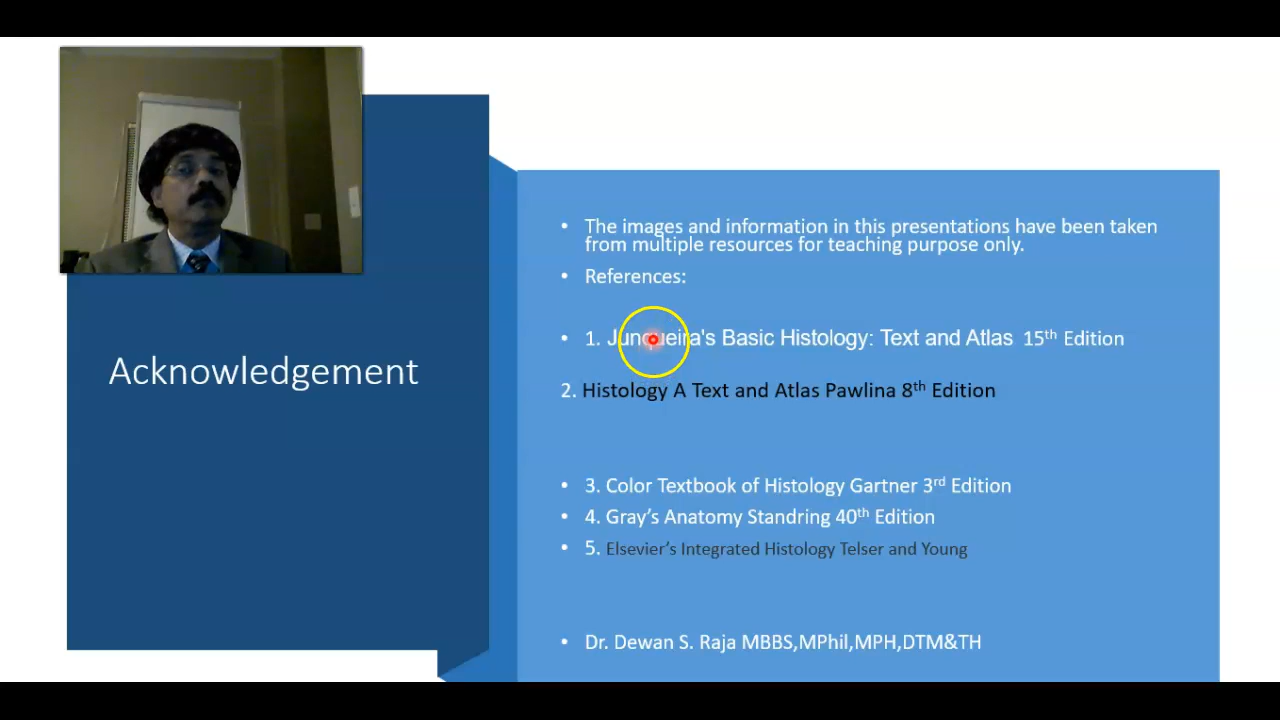 Acknowledgement
• The images and information in this presentations have been taken
from multiple resources for teaching purpose only.
• References:
• 1. Junqueira's Basic Histology: Text and Atlas 15th Edition
2. Histology A Text and Atlas Pawlina 8th Edition
• 3. Color Textbook of Histology Gartner 3rd Edition
• 4. Gray's Anatomy Standring 40th Edition
• 5. Elsevier's Integrated Histology Telser and Young
• Dr. Dewan S. Raja MBBS,MPhil,MPH,DTM&TH